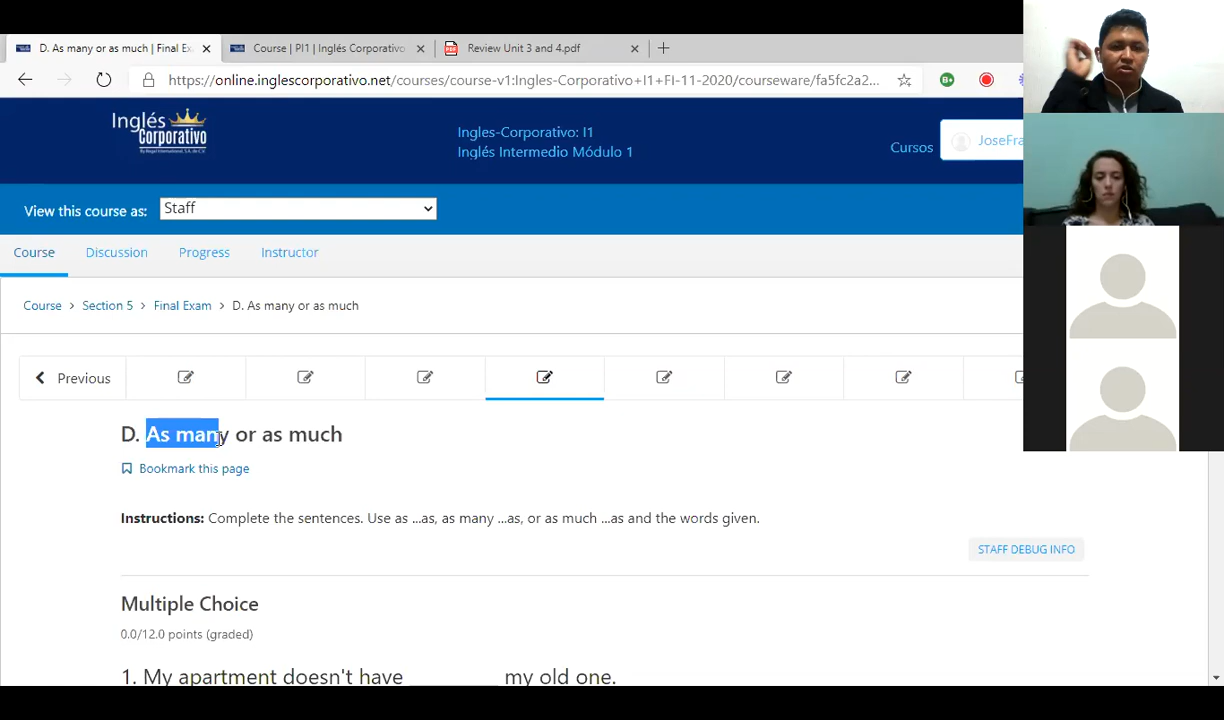 D. As many or as much | Final Ex
Course | PI1 | Inglés Corporativo
Review Unit 3 and 4.pdf
https://online.inglescorporativo.net/courses/course-v1:Ingles-Corporativo+I1+FI-11-2020/courseware/fa5fc2a2...
Inglés
Corporativo
Ingles-Corporativo: I1
Inglés Intermedio Módulo 1
Cursos
JoseFra
View this course as:
Staff
Course
Discussion
Progress
Instructor
Course > Section 5 > Final Exam > D. As many or as much
Previous
D. As many or as much
Bookmark this page
Instructions: Complete the sentences. Use as ...as, as many ...as, or as much ...as and the words given.
STAFF DEBUG INFO
Multiple Choice
0.0/12.0 points (graded)
1. My apartment doesn't have _________ my old one.